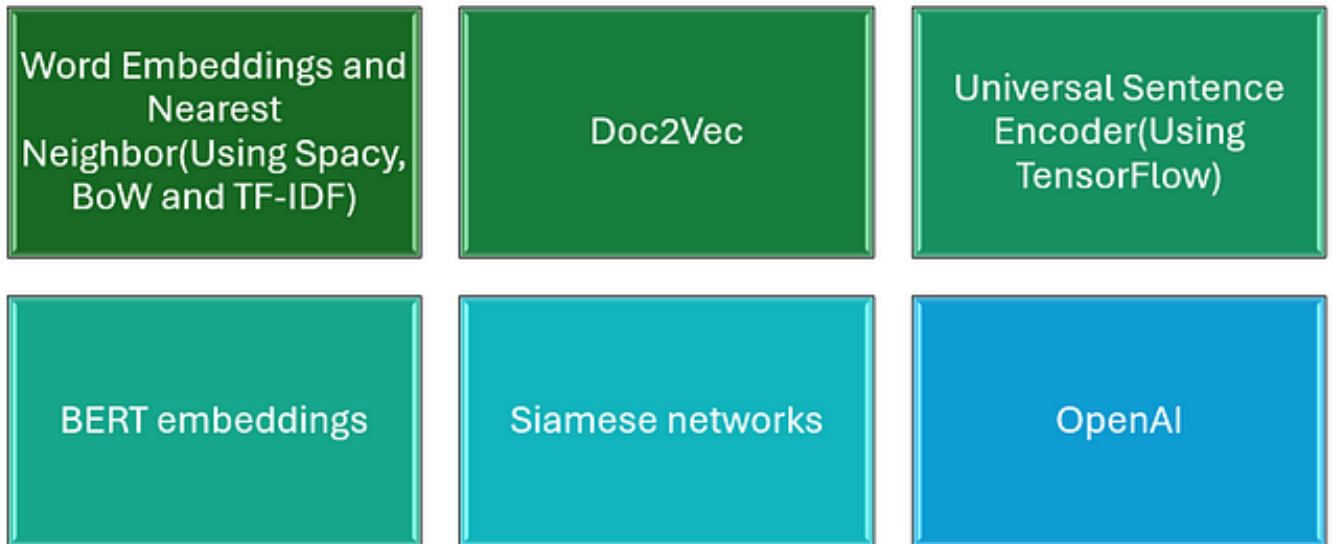 Word Embeddings and
Nearest
Neighbor(Using Spacy,
BoW and TF-IDF)
Doc2Vec
Universal Sentence
Encoder(Using
TensorFlow)
BERT embeddings
Siamese networks
OpenAI